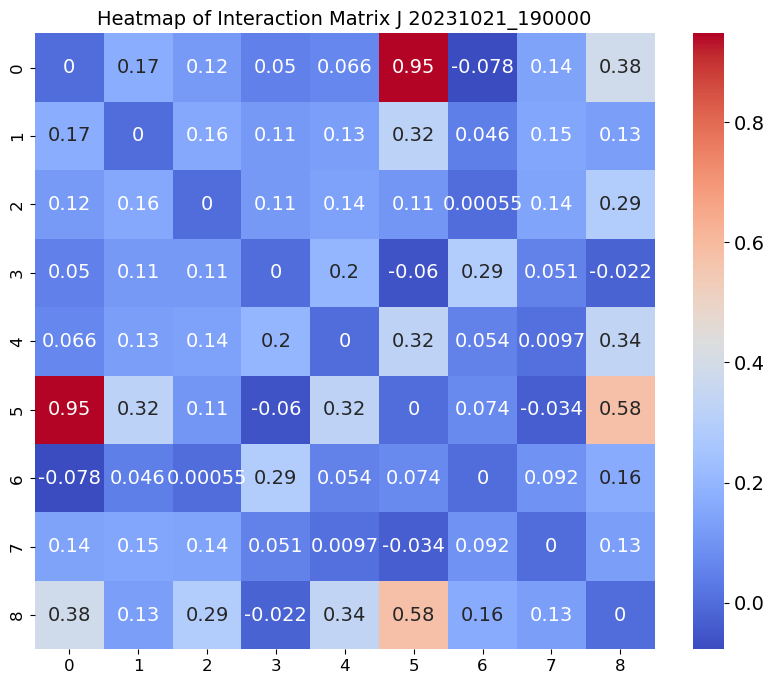 Heatmap of Interaction Matrix J 20231021_190000
0 0 0.17 0.12 0.05 0.066 0.95 -0.078 0.14 0.38
1 0.17 0 0.16 0.11 0.13 0.32 0.046 0.15 0.13
2 0.12 0.16 0 0.11 0.14 0.11 0.00055 0.14 0.29
3 0.05 0.11 0.11 0 0.2 -0.06 0.29 0.051 -0.022
4 0.066 0.13 0.14 0.2 0 0.32 0.054 0.0097 0.34
5 0.95 0.32 0.11 -0.06 0.32 0 0.074 -0.034 0.58
6 -0.078 0.046 0.00055 0.29 0.054 0.074 0 0.092 0.16
7 0.14 0.15 0.14 0.051 0.0097 -0.034 0.092 0 0.13
8 0.38 0.13 0.29 -0.022 0.34 0.58 0.16 0.13 0
0 1 2 3 4 5 6 7 8
0.8
0.6
0.4
0.2
0.0